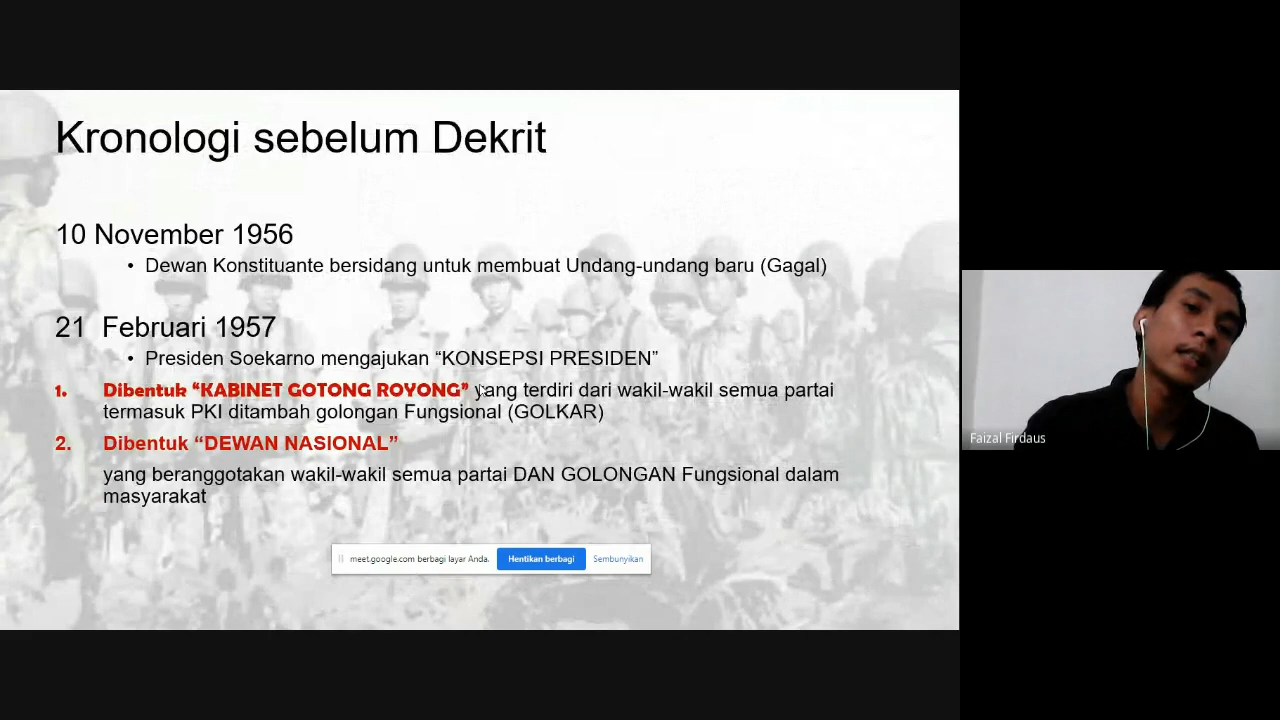 Kronologi sebelum Dekrit
10 November 1956
• Dewan Konstituante bersidang untuk membuat Undang-undang baru (Gagal)
21 Februari 1957
• Presiden Soekarno mengajukan “KONSEPSI PRESIDEN”
1. Dibentuk “KABINET GOTONG ROYONG” yang terdiri dari wakil-wakil semua partai
termasuk PKI ditambah golongan Fungsional (GOLKAR)
2. Dibentuk “DEWAN NASIONAL”
yang beranggotakan wakil-wakil semua partai DAN GOLONGAN Fungsional dalam
masyarakat
meet.google.com berbagi layar Anda. Hentikan berbagi Sembunyikan
Faizal Firdaus